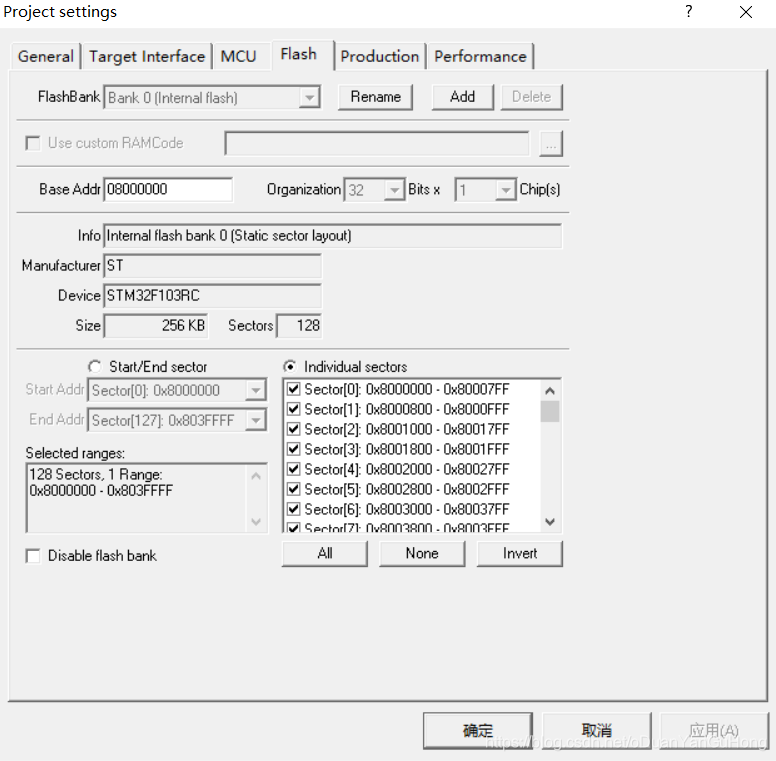 Project settings
General Target Interface MCU Flash Production Performance
FlashBank Bank 0 (Internal flash) Rename Add Delete
Use custom RAMCode ...
Base Addr 08000000 Organization 32 Bits x 1 Chip(s)
Info Internal flash bank 0 (Static sector layout)
Manufacturer ST
Device STM32F103RC
Size 256 KB Sectors 128
Start/End sector
Start Addr Sector[0]: 0x8000000
End Addr Sector[127]: 0x803FFFF
Selected ranges:
128 Sectors, 1 Range:
0x8000000 - 0x803FFFF
Disable flash bank
Individual sectors
Sector[0]: 0x8000000 - 0x80007FF
Sector[1]: 0x8000800 - 0x8000FFF
Sector[2]: 0x8001000 - 0x80017FF
Sector[3]: 0x8001800 - 0x8001FFF
Sector[4]: 0x8002000 - 0x80027FF
Sector[5]: 0x8002800 - 0x8002FFF
Sector[6]: 0x8003000 - 0x80037FF
Sector[7]: 0x8003800 - 0x8003FFF
All None Invert
确定 取消 应用(A)
https://blog.csdn.net/oDuanYanGuHong